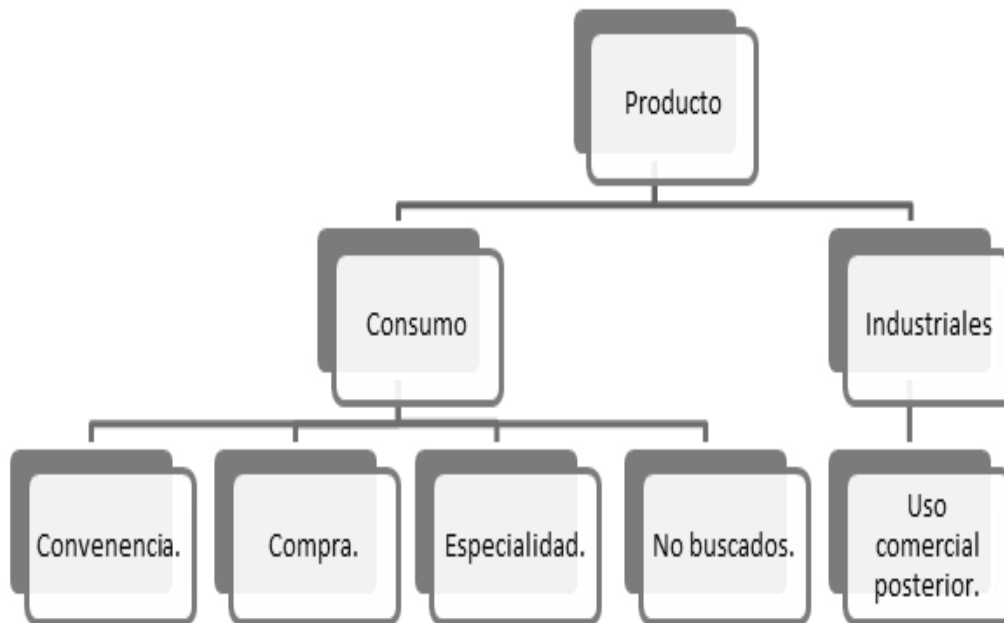 Producto
Consumo
Industriales
Convenencia.
Compra.
Especialidad.
No buscados.
Uso
comercial
posterior.